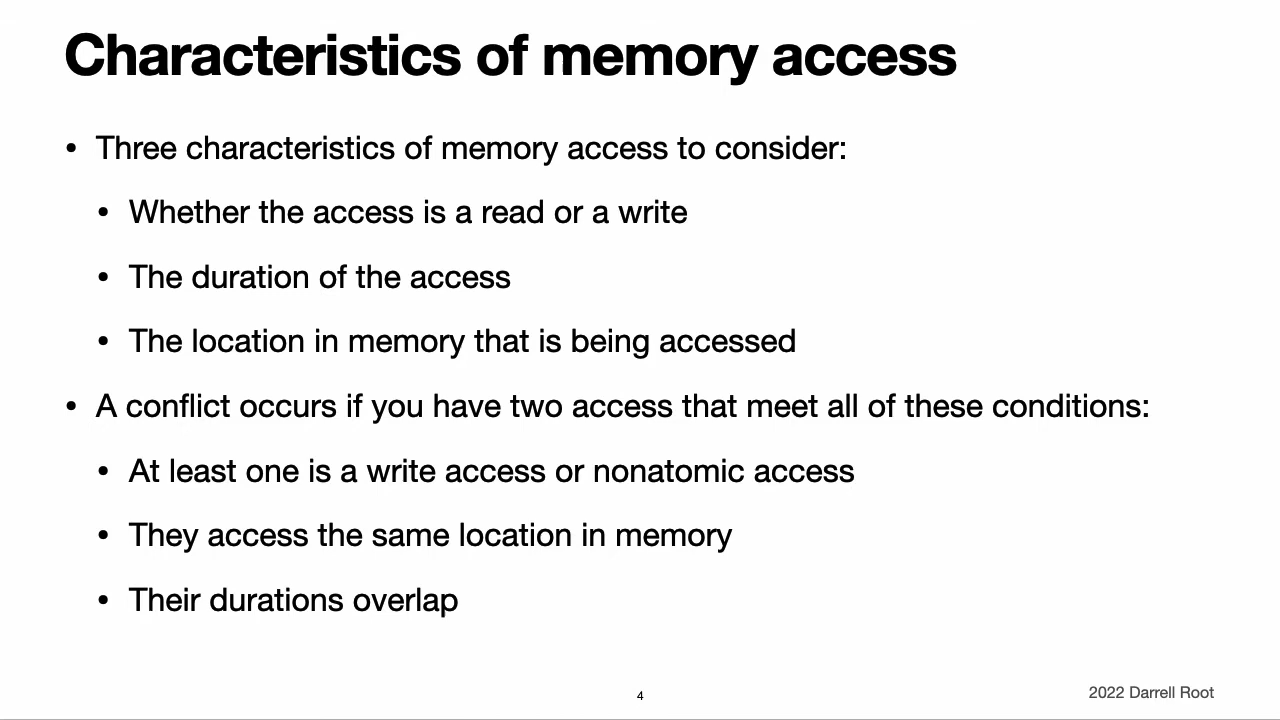 Characteristics of memory access
• Three characteristics of memory access to consider:
• Whether the access is a read or a write
• The duration of the access
• The location in memory that is being accessed
• A conflict occurs if you have two access that meet all of these conditions:
• At least one is a write access or nonatomic access
• They access the same location in memory
• Their durations overlap
4
2022 Darrell Root